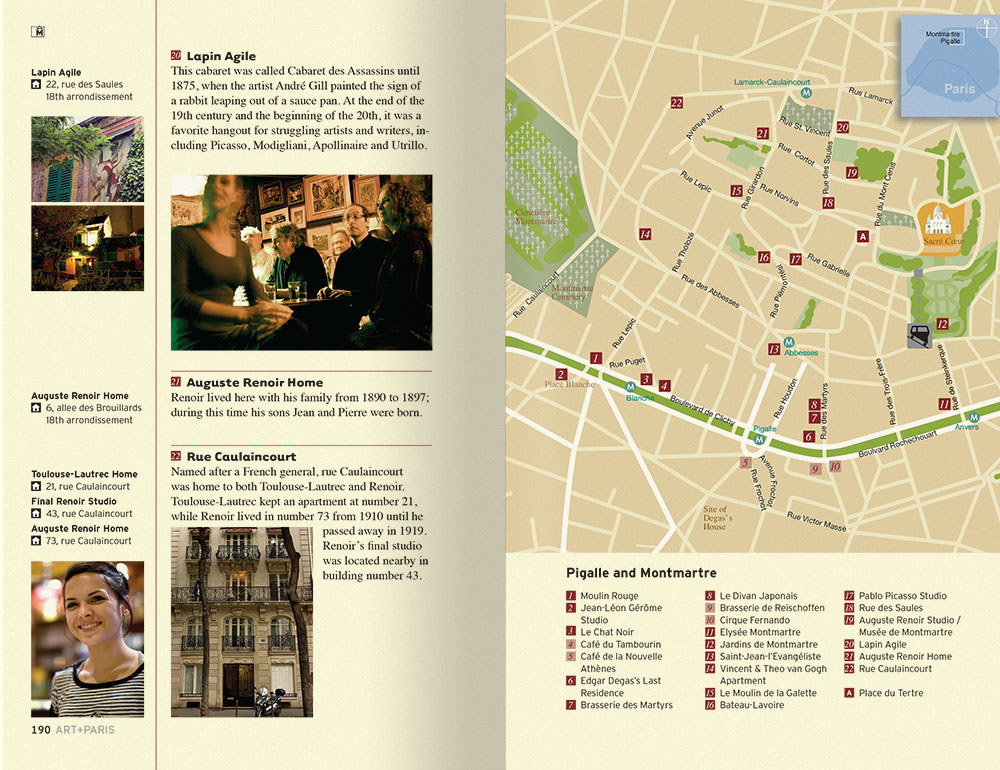 M
Lapin Agile
22, rue des Saules
18th arrondissement
Auguste Renoir Home
6, allee des Brouillards
18th arrondissement
Toulouse-Lautrec Home
21, rue Caulaincourt
Final Renoir Studio
43, rue Caulaincourt
Auguste Renoir Home
73, rue Caulaincourt
190 ART+PARIS
20 Lapin Agile
This cabaret was called Cabaret des Assassins until
1875, when the artist André Gill painted the sign of
a rabbit leaping out of a sauce pan. At the end of the
19th century and the beginning of the 20th, it was a
favorite hangout for struggling artists and writers, in-
cluding Picasso, Modigliani, Apollinaire and Utrillo.
21 Auguste Renoir Home
Renoir lived here with his family from 1890 to 1897;
during this time his sons Jean and Pierre were born.
22 Rue Caulaincourt
Named after a French general, rue Caulaincourt
was home to both Toulouse-Lautrec and Renoir.
Toulouse-Lautrec kept an apartment at number 21,
while Renoir lived in number 73 from 1910 until he
passed away in 1919.
Renoir's final studio
was located nearby in
building number 43.
Montmartre
Pigalle
N
Paris
Lamarck-Caulaincourt
M
Rue Lamarck
22
Avenue Junot
21
Rue St. Vincent
20
Rue Cortot
Rue des Saules
19
Rue du Mont Cenis
Rue Lepic
15
Rue Girardon
Rue Norvins
18
Cimetière
Montmartre
14
Rue Tholozé
A
Sacré Cœur
16
17
Rue Gabrielle
Rue Piémontési
Rue Caulaincourt
Montmartre
Cemetery
Rue des Abbesses
12
Rue Lepic
M
13
Abbesses
1
Rue Puget
2
Place Blanche
M
Blanche
3
4
Boulevard de Clichy
Rue Houdon
8
7
6
Rue des Martyrs
Rue des Trois-Frère
Rue de Steinkerque
11
M
Anvers
Pigalle
M
Boulvard Rochechouart
5
9
10
Avenue Frochot
Rue Frochot
Site of
Degas's
House
Rue Victor Massé
Pigalle and Montmartre
1 Moulin Rouge
2 Jean-Léon Gérôme
Studio
3 Le Chat Noir
4 Café du Tambourin
5 Café de la Nouvelle
Athènes
6 Edgar Degas's Last
Residence
7 Brasserie des Martyrs
8 Le Divan Japonais
9 Brasserie de Reischoffen
10 Cirque Fernando
11 Elysée Montmartre
12 Jardins de Montmartre
13 Saint-Jean-l'Evangéliste
14 Vincent & Theo van Gogh
Apartment
15 Le Moulin de la Galette
16 Bateau-Lavoire
17 Pablo Picasso Studio
18 Rue des Saules
19 Auguste Renoir Studio /
Musée de Montmartre
20 Lapin Agile
21 Auguste Renoir Home
22 Rue Caulaincourt
A Place du Tertre